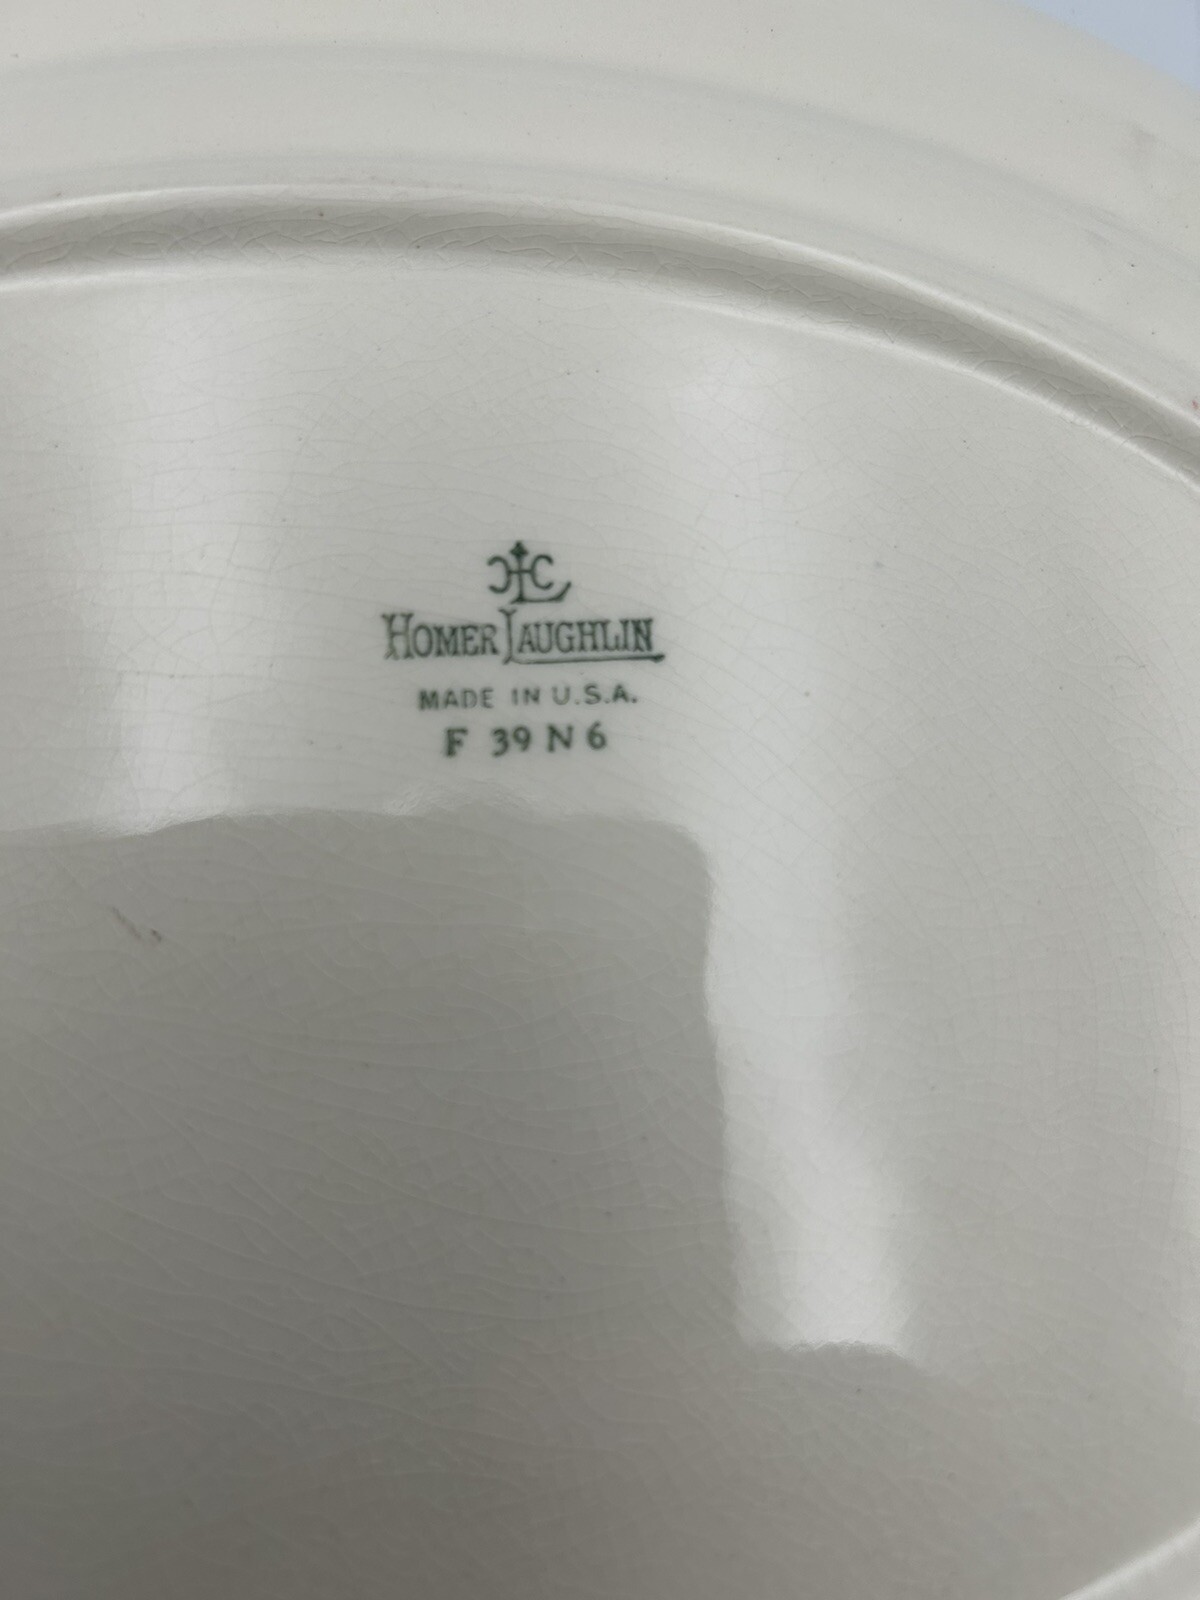 HLC
HOMER LAUGHLIN
MADE IN U.S.A.
F 39 N 6